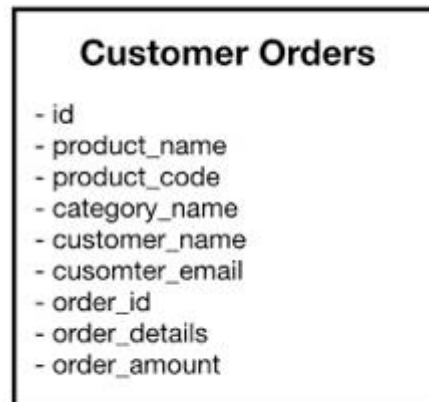 Customer Orders
- id
- product_name
- product_code
- category_name
- customer_name
- cusomter_email
- order_id
- order_details
- order_amount